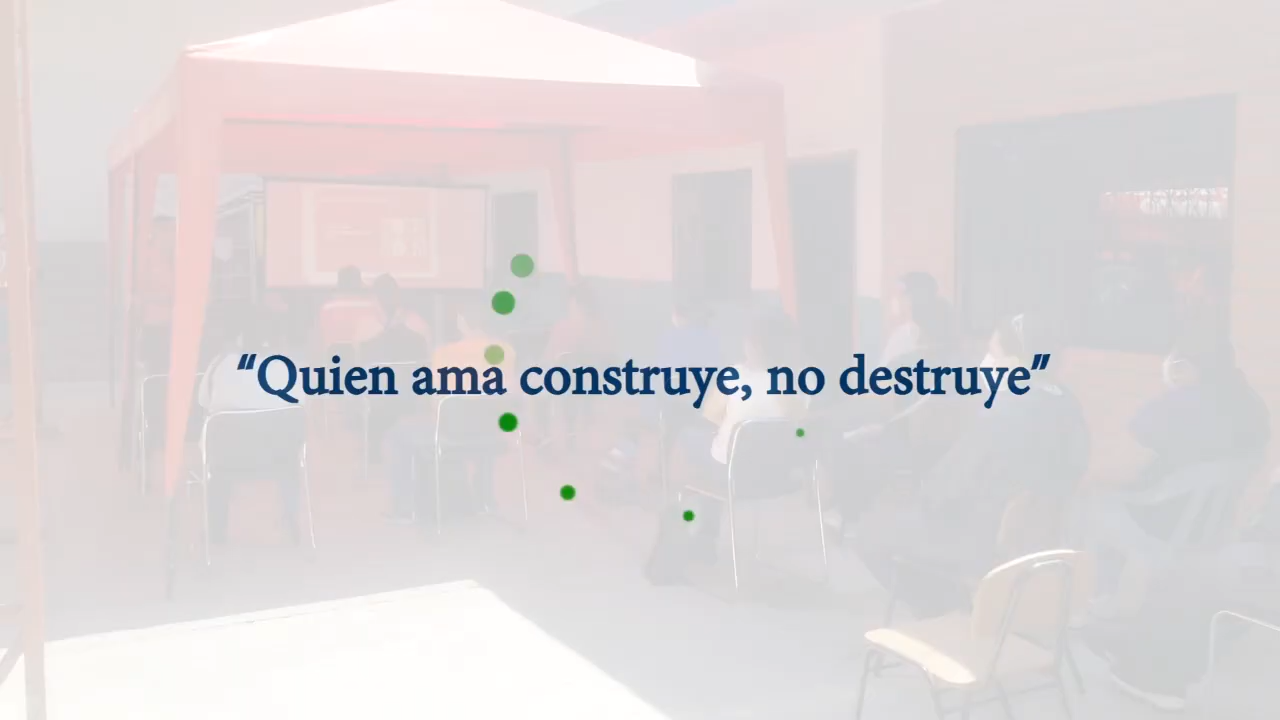 “Quien ama construye, no destruye”